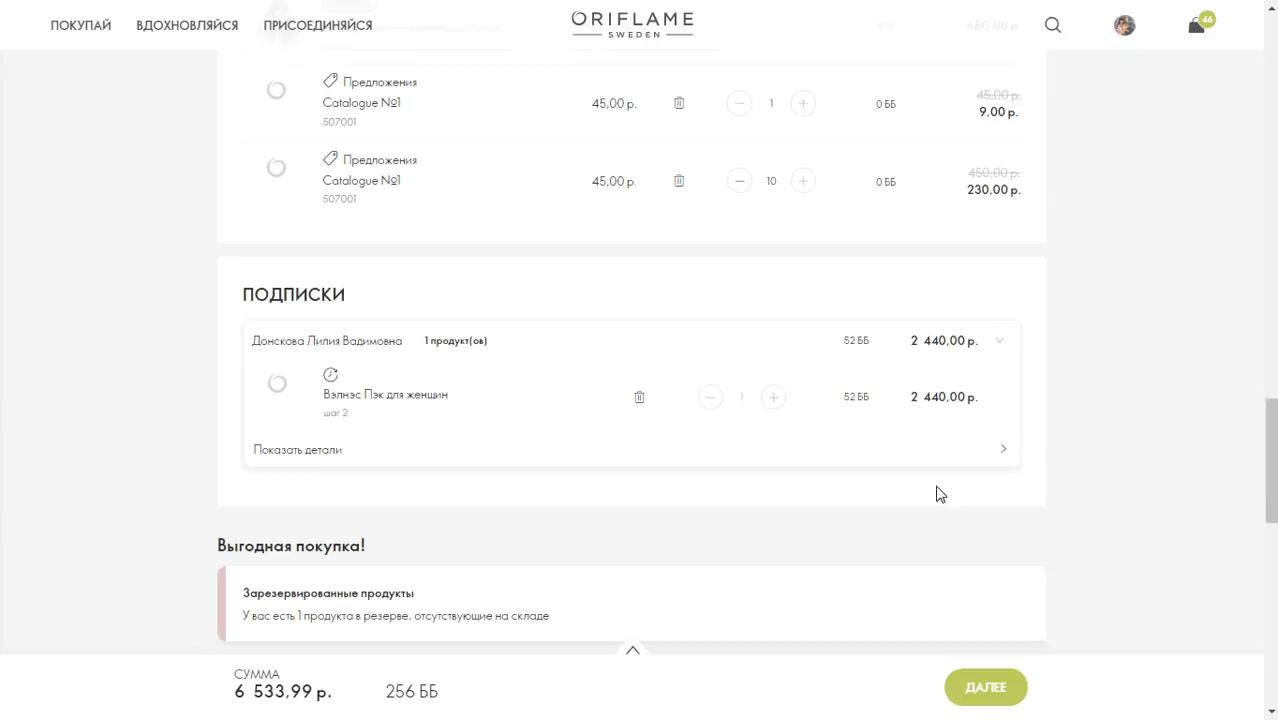 ПОКУПАЙ
ВДОХНОВЛЯЙСЯ
ПРИСОЕДИНЯЙСЯ
ORIFLAME
SWEDEN
680,00 р.
46
Предложения
Catalogue №1
507001
45,00 р.
1
0 ББ
45,00 р.
9,00 р.
Предложения
Catalogue №1
507001
45,00 р.
10
0 ББ
450,00 р.
230,00 р.
ПОДПИСКИ
Донскова Лилия Вадимовна
1 продукт(ов)
52 ББ
2 440,00 р.
Вэлнэс Пэк для женщин
шаг 2
1
52 ББ
2 440,00 р.
Показать детали
Выгодная покупка!
Зарезервированные продукты
У вас есть 1 продукта в резерве, отсутствующие на складе
СУММА
6 533,99 р.
256 ББ
ДАЛЕЕ